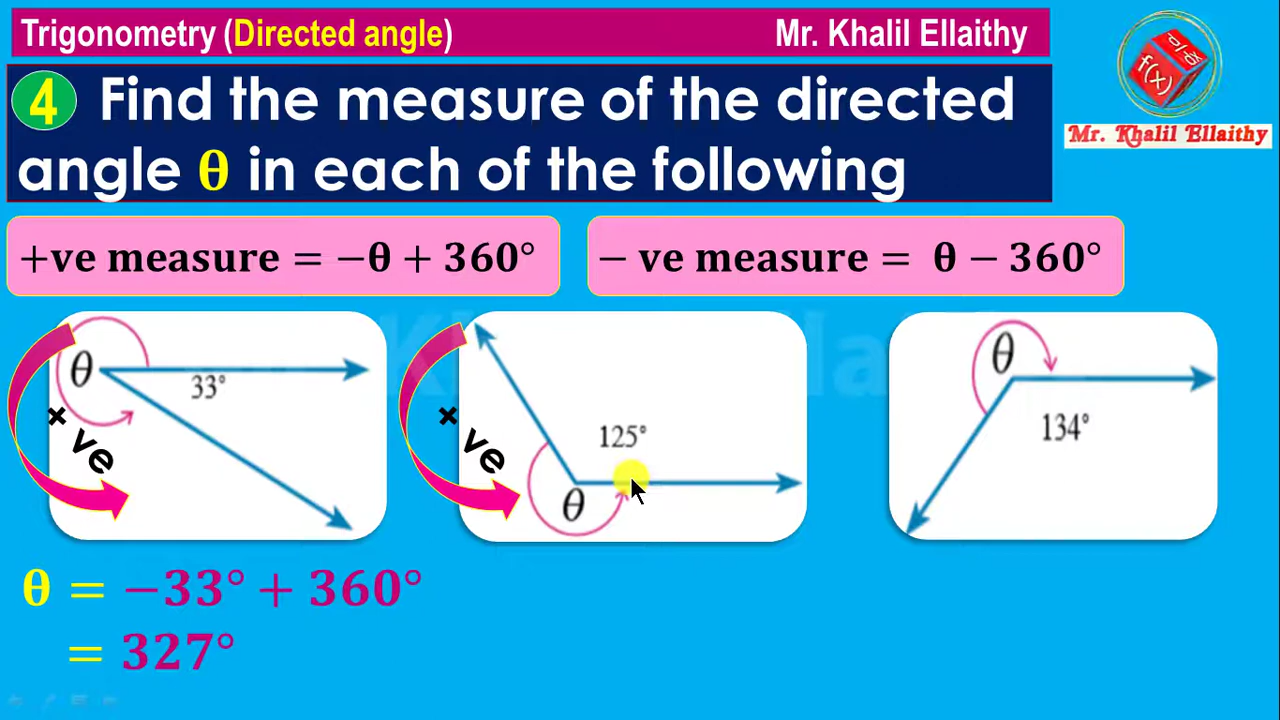 Trigonometry (Directed angle)
Mr. Khalil Ellaithy
f(x)
Mr. Khalil Ellaithy
4 Find the measure of the directed
angle θ in each of the following
+ve measure = −θ + 360°
− ve measure = θ − 360°
θ
33°
+ ve
125°
θ
+ ve
θ
134°
θ = −33° + 360°
= 327°